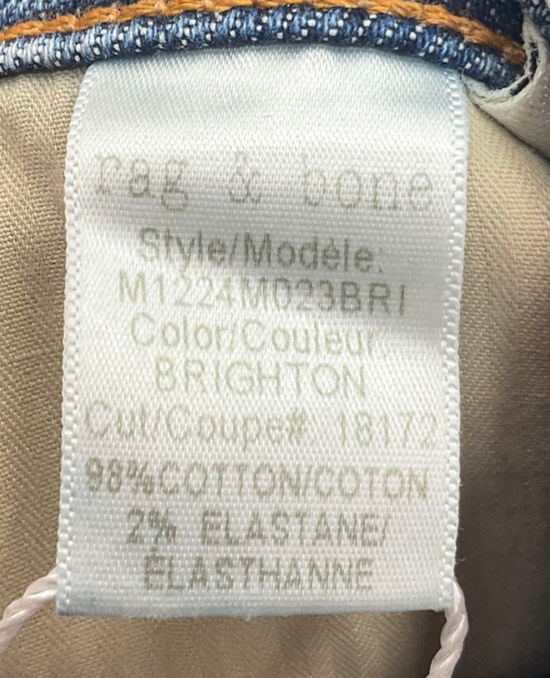 rag & bone
Style/Modèle:
M1224M023BRI
Color/Couleur:
BRIGHTON
Cut/Coupe# 18172
98%COTTON/COTON
2% ELASTANE/
ÉLASTHANNE